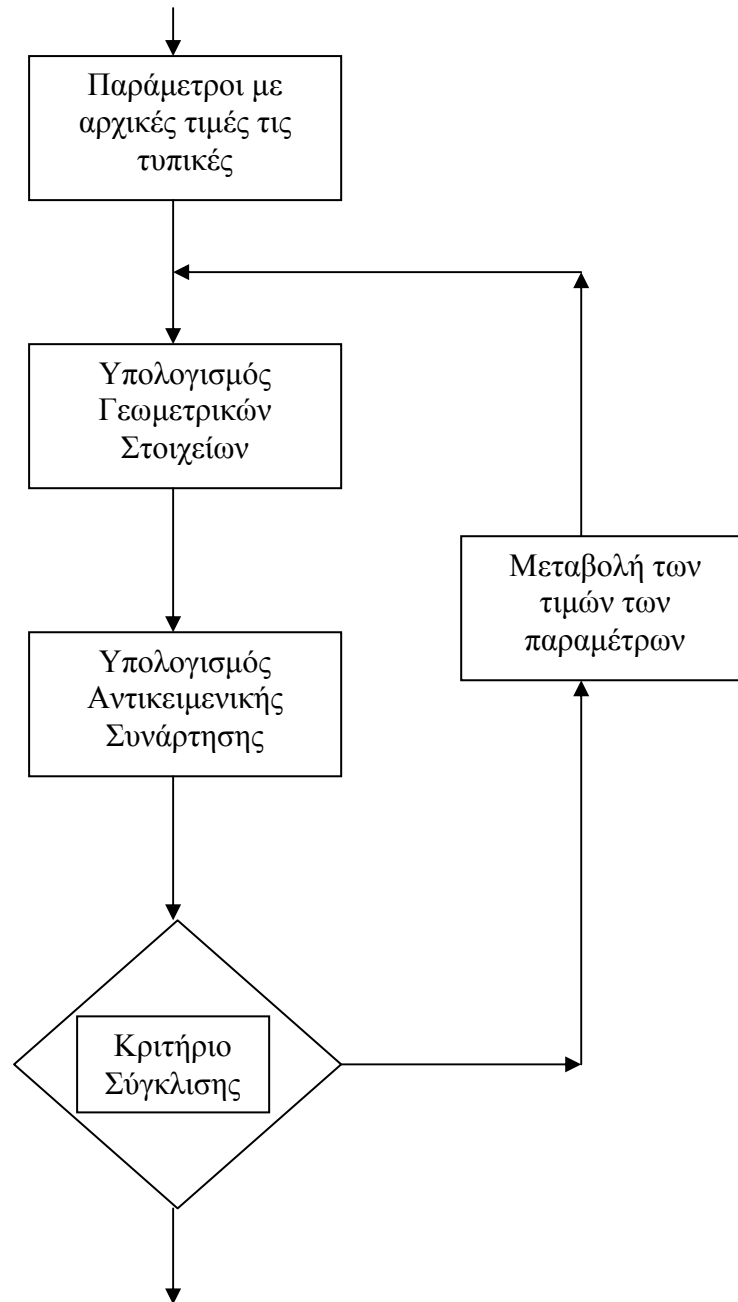 Παράμετροι με
αρχικές τιμές τις
τυπικές
Υπολογισμός
Γεωμετρικών
Στοιχείων
Μεταβολή των
τιμών των
παραμέτρων
Υπολογισμός
Αντικειμενικής
Συνάρτησης
Κριτήριο
Σύγκλισης